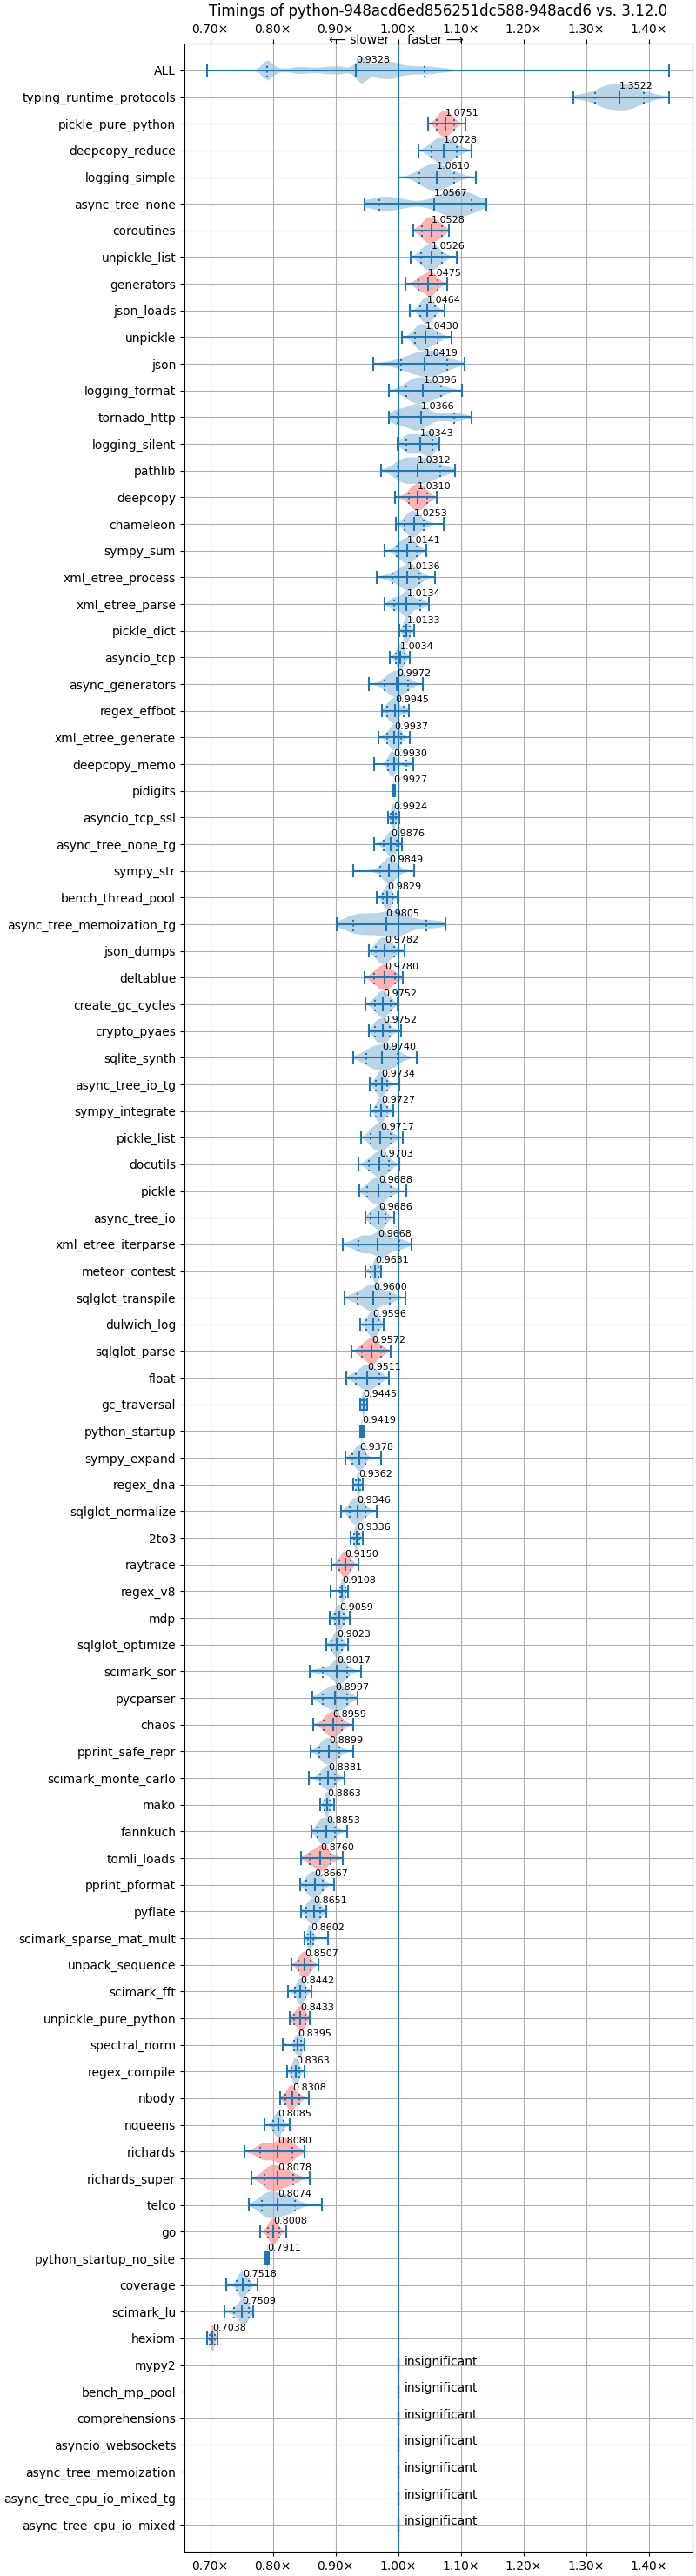 Timings of python-948acd6ed856251dc588-948acd6 vs. 3.12.0
0.70× 0.80× 0.90× 1.00× 1.10× 1.20× 1.30× 1.40×
⟵ slower faster ⟶
ALL 0.9328
typing_runtime_protocols 1.3522
pickle_pure_python 1.0751
deepcopy_reduce 1.0728
logging_simple 1.0610
async_tree_none 1.0567
coroutines 1.0528
unpickle_list 1.0526
generators 1.0475
json_loads 1.0464
unpickle 1.0430
json 1.0419
logging_format 1.0396
tornado_http 1.0366
logging_silent 1.0343
pathlib 1.0312
deepcopy 1.0310
chameleon 1.0253
sympy_sum 1.0141
xml_etree_process 1.0136
xml_etree_parse 1.0134
pickle_dict 1.0133
asyncio_tcp 1.0034
async_generators 0.9972
regex_effbot 0.9945
xml_etree_generate 0.9937
deepcopy_memo 0.9930
pidigits 0.9927
asyncio_tcp_ssl 0.9924
async_tree_none_tg 0.9876
sympy_str 0.9849
bench_thread_pool 0.9829
async_tree_memoization_tg 0.9805
json_dumps 0.9782
deltablue 0.9780
create_gc_cycles 0.9752
crypto_pyaes 0.9752
sqlite_synth 0.9740
async_tree_io_tg 0.9734
sympy_integrate 0.9727
pickle_list 0.9717
docutils 0.9703
pickle 0.9688
async_tree_io 0.9686
xml_etree_iterparse 0.9668
meteor_contest 0.9631
sqlglot_transpile 0.9600
dulwich_log 0.9596
sqlglot_parse 0.9572
float 0.9511
gc_traversal 0.9445
python_startup 0.9419
sympy_expand 0.9378
regex_dna 0.9362
sqlglot_normalize 0.9346
2to3 0.9336
raytrace 0.9150
regex_v8 0.9108
mdp 0.9059
sqlglot_optimize 0.9023
scimark_sor 0.9017
pycparser 0.8997
chaos 0.8959
pprint_safe_repr 0.8899
scimark_monte_carlo 0.8881
mako 0.8863
fannkuch 0.8853
tomli_loads 0.8760
pprint_pformat 0.8667
pyflate 0.8651
scimark_sparse_mat_mult 0.8602
unpack_sequence 0.8507
scimark_fft 0.8442
unpickle_pure_python 0.8433
spectral_norm 0.8395
regex_compile 0.8363
nbody 0.8308
nqueens 0.8085
richards 0.8080
richards_super 0.8078
telco 0.8074
go 0.8008
python_startup_no_site 0.7911
coverage 0.7518
scimark_lu 0.7509
hexiom 0.7038
mypy2 insignificant
bench_mp_pool insignificant
comprehensions insignificant
asyncio_websockets insignificant
async_tree_memoization insignificant
async_tree_cpu_io_mixed_tg insignificant
async_tree_cpu_io_mixed insignificant
0.70× 0.80× 0.90× 1.00× 1.10× 1.20× 1.30× 1.40×